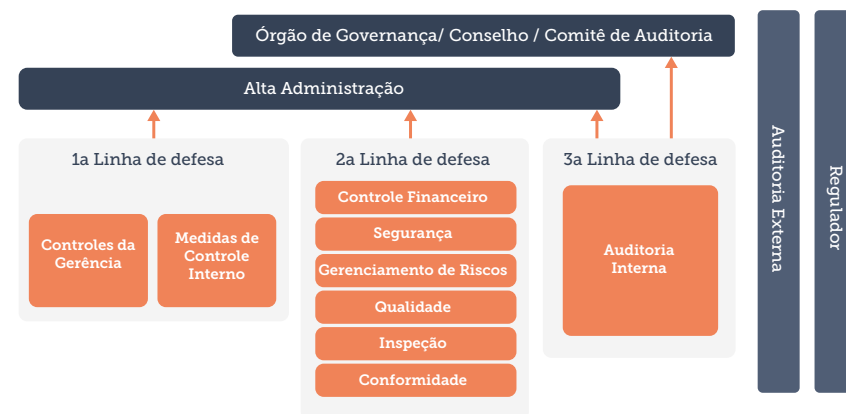 Órgão de Governança/ Conselho / Comitê de Auditoria
Alta Administração
1a Linha de defesa
Controles da
Gerência
Medidas de
Controle
Interno
2a Linha de defesa
Controle Financeiro
Segurança
Gerenciamento de Riscos
Qualidade
Inspeção
Conformidade
3a Linha de defesa
Auditoria
Interna
Auditoria Externa
Regulador